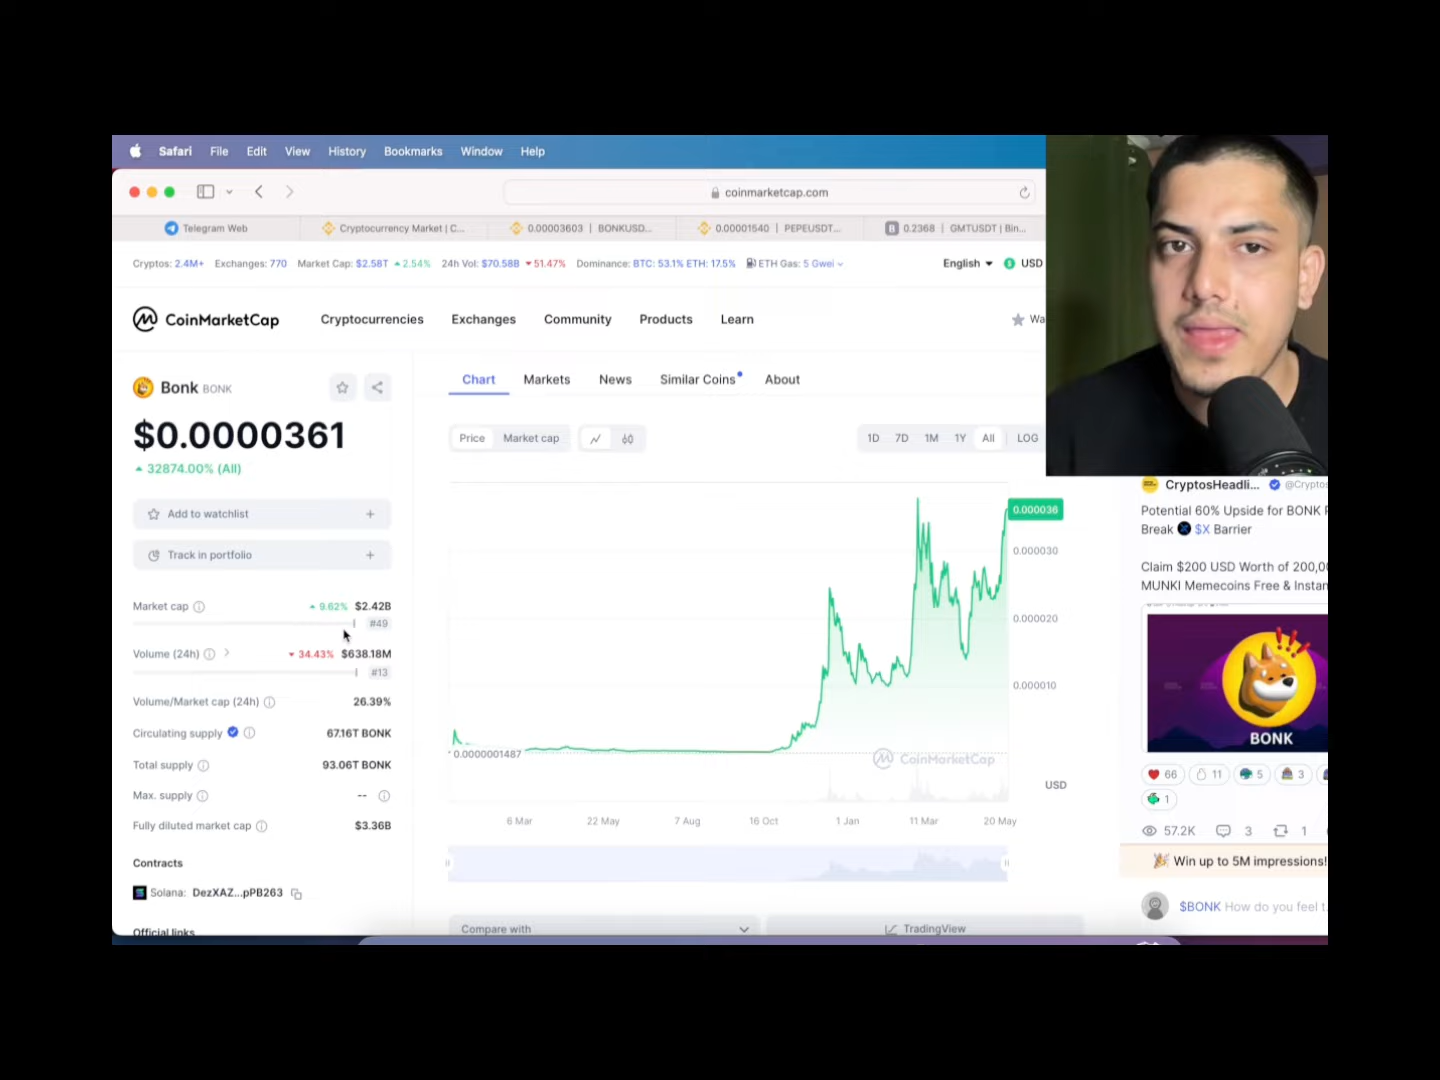 Safari File Edit View History Bookmarks Window Help
coinmarketcap.com
Telegram Web
Cryptocurrency Market | C...
0.00003603 | BONKUSD...
0.00001540 | PEPEUSDT...
B 0.2368 | GMTUSDT | Bin...
Cryptos: 2.4M+ Exchanges: 770 Market Cap: $2.58T 2.54% 24h Vol: $70.58B 51.47% Dominance: BTC: 53.1% ETH: 17.5% ETH Gas: 5 Gwei
English USD
CoinMarketCap Cryptocurrencies Exchanges Community Products Learn
Wa
Bonk BONK
$0.0000361
32874.00% (All)
Add to watchlist +
Track in portfolio +
Market cap 9.62% $2.42B
#49
Volume (24h) 34.43% $638.18M
#13
Volume/Market cap (24h) 26.39%
Circulating supply 67.16T BONK
Total supply 93.06T BONK
Max. supply --
Fully diluted market cap $3.36B
Contracts
Solana: DezXAZ...pPB263
Official links
Chart Markets News Similar Coins About
Price Market cap
1D 7D 1M 1Y All LOG
0.000036
0.000030
0.000020
0.000010
0.0000001487
CoinMarketCap
USD
6 Mar 22 May 7 Aug 16 Oct 1 Jan 11 Mar 20 May
Compare with
TradingView
CryptosHeadli... @Cryptos
Potential 60% Upside for BONK
Break $X Barrier
Claim $200 USD Worth of 200,0
MUNKI Memecoins Free & Instan
BONK
66 11 5 3
1
57.2K 3 1
Win up to 5M impressions!
$BONK How do you feel t